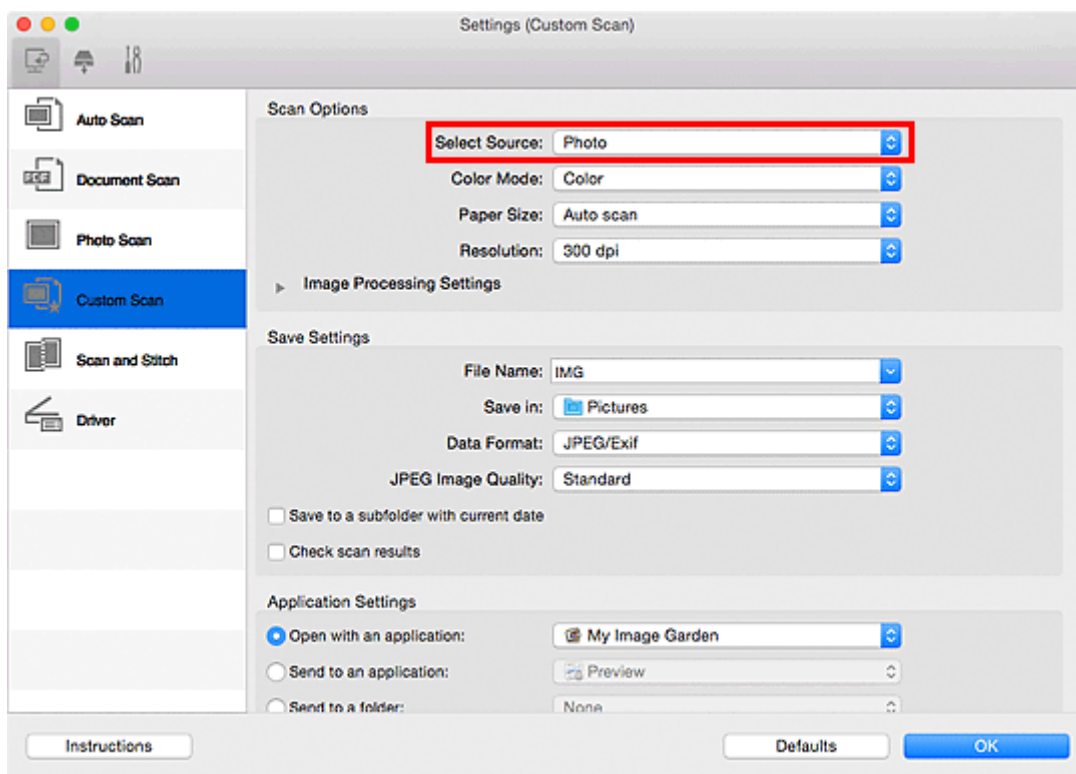 Settings (Custom Scan)
Auto Scan
Document Scan
Photo Scan
Custom Scan
Scan and Stitch
Driver
Scan Options
Select Source: Photo
Color Mode: Color
Paper Size: Auto scan
Resolution: 300 dpi
Image Processing Settings
Save Settings
File Name: IMG
Save in: Pictures
Data Format: JPEG/Exif
JPEG Image Quality: Standard
Save to a subfolder with current date
Check scan results
Application Settings
Open with an application: My Image Garden
Send to an application: Preview
Send to a folder: None
Instructions Defaults OK